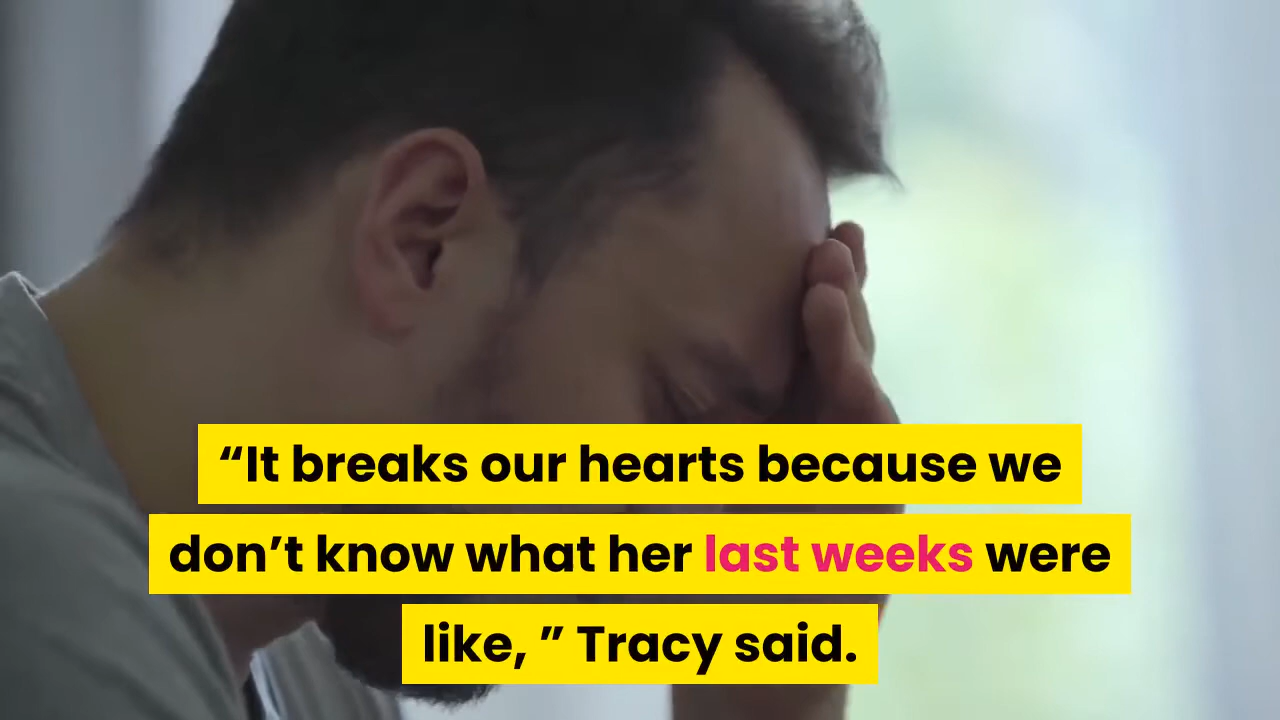 “It breaks our hearts because we
don’t know what her last weeks were
like, ” Tracy said.